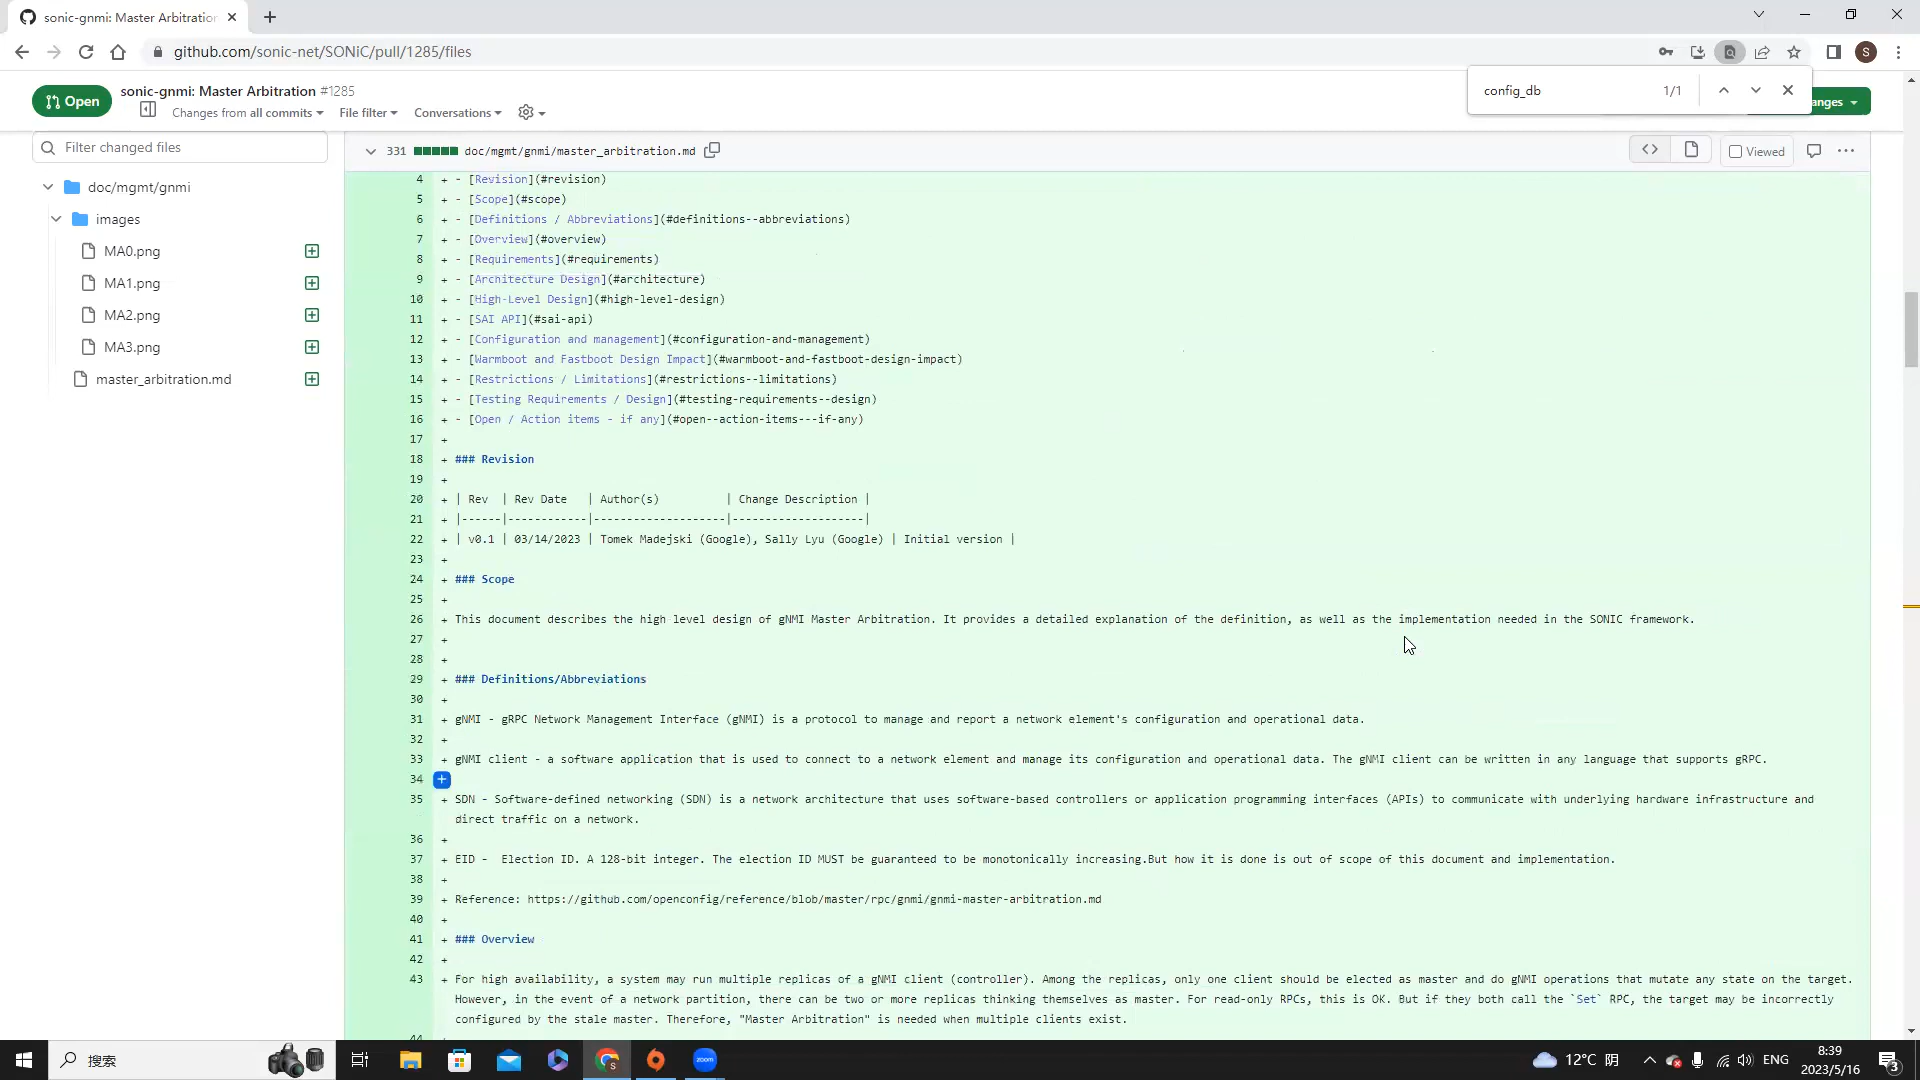 sonic-gnmi: Master Arbitration
github.com/sonic-net/SONiC/pull/1285/files
S
config_db
1/1
Open
sonic-gnmi: Master Arbitration #1285
Changes from all commits
File filter
Conversations
anges
Filter changed files
doc/mgmt/gnmi
images
MA0.png
MA1.png
MA2.png
MA3.png
master_arbitration.md
331 doc/mgmt/gnmi/master_arbitration.md
Viewed
4 + - [Revision](#revision)
5 + - [Scope](#scope)
6 + - [Definitions / Abbreviations](#definitions--abbreviations)
7 + - [Overview](#overview)
8 + - [Requirements](#requirements)
9 + - [Architecture Design](#architecture)
10 + - [High-Level Design](#high-level-design)
11 + - [SAI API](#sai-api)
12 + - [Configuration and management](#configuration-and-management)
13 + - [Warmboot and Fastboot Design Impact](#warmboot-and-fastboot-design-impact)
14 + - [Restrictions / Limitations](#restrictions--limitations)
15 + - [Testing Requirements / Design](#testing-requirements--design)
16 + - [Open / Action items - if any](#open--action-items---if-any)
17 +
18 + ### Revision
19 +
20 + | Rev | Rev Date | Author(s) | Change Description |
21 + |------|------------|--------------------|--------------------|
22 + | v0.1 | 03/14/2023 | Tomek Madejski (Google), Sally Lyu (Google) | Initial version |
23 +
24 + ### Scope
25 +
26 + This document describes the high level design of gNMI Master Arbitration. It provides a detailed explanation of the definition, as well as the implementation needed in the SONIC framework.
27 +
28 +
29 + ### Definitions/Abbreviations
30 +
31 + gNMI - gRPC Network Management Interface (gNMI) is a protocol to manage and report a network element's configuration and operational data.
32 +
33 + gNMI client - a software application that is used to connect to a network element and manage its configuration and operational data. The gNMI client can be written in any language that supports gRPC.
34 +
35 + SDN - Software-defined networking (SDN) is a network architecture that uses software-based controllers or application programming interfaces (APIs) to communicate with underlying hardware infrastructure and
direct traffic on a network.
36 +
37 + EID -  Election ID. A 128-bit integer. The election ID MUST be guaranteed to be monotonically increasing.But how it is done is out of scope of this document and implementation.
38 +
39 + Reference: https://github.com/openconfig/reference/blob/master/rpc/gnmi/gnmi-master-arbitration.md
40 +
41 + ### Overview
42 +
43 + For high availability, a system may run multiple replicas of a gNMI client (controller). Among the replicas, only one client should be elected as master and do gNMI operations that mutate any state on the target.
However, in the event of a network partition, there can be two or more replicas thinking themselves as master. For read-only RPCs, this is OK. But if they both call the `Set` RPC, the target may be incorrectly
configured by the stale master. Therefore, "Master Arbitration" is needed when multiple clients exist.
44 +
搜索
zoom
12°C 阴
ENG
8:39
2023/5/16
3